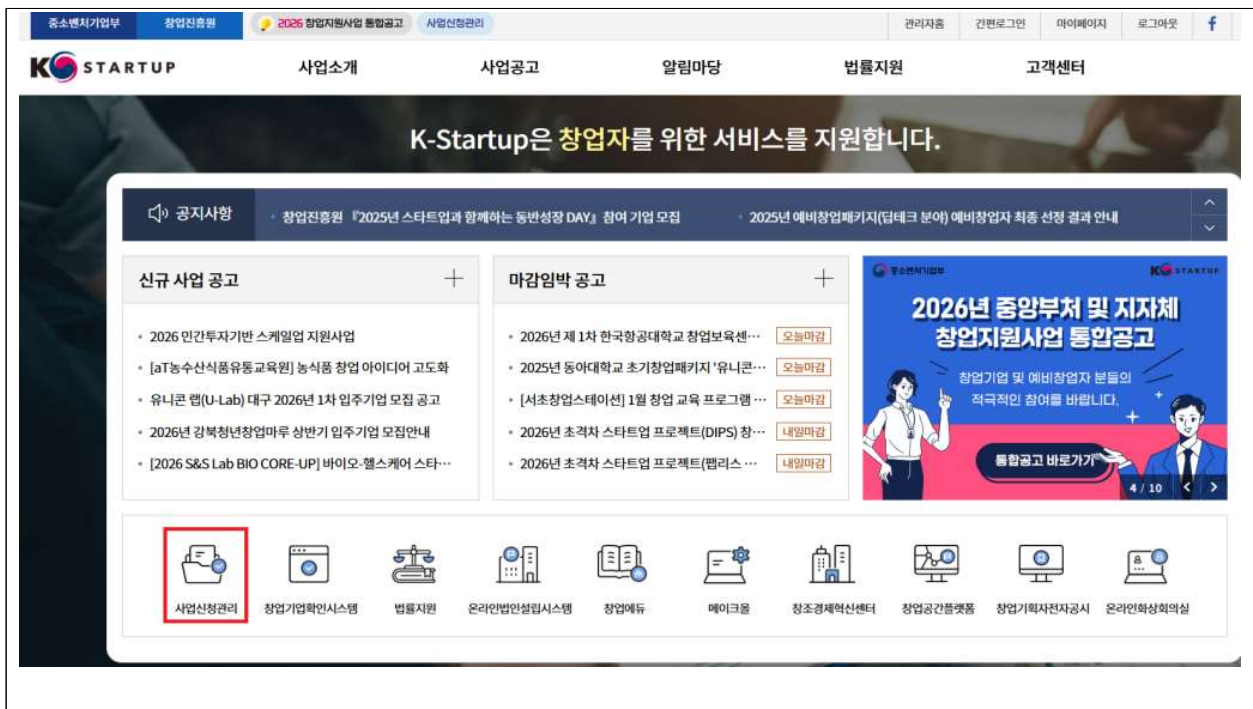 중소벤처기업부 창업진흥원 2026 창업지원사업 통합공고 사업신청관리 관리자홈 간편로그인 마이페이지 로그아웃 f
K STARTUP 사업소개 사업공고 알림마당 법률지원 고객센터
K-Startup은 창업자를 위한 서비스를 지원합니다.
공지사항 • 창업진흥원 『2025년 스타트업과 함께하는 동반성장 DAY』 참여 기업 모집 • 2025년 예비창업패키지(딥테크 분야) 예비창업자 최종 선정 결과 안내
신규 사업 공고
• 2026 민간투자기반 스케일업 지원사업
• [aT농수산식품유통교육원] 농식품 창업 아이디어 고도화
• 유니콘 랩(U-Lab) 대구 2026년 1차 입주기업 모집 공고
• 2026년 강북청년창업마루 상반기 입주기업 모집안내
• [2026 S&S Lab BIO CORE-UP] 바이오-헬스케어 스타···
마감임박 공고
• 2026년 제 1차 한국항공대학교 창업보육센··· 오늘마감
• 2025년 동아대학교 초기창업패키지 '유니콘··· 오늘마감
• [서초창업스테이션] 1월 창업 교육 프로그램 ··· 오늘마감
• 2026년 초격차 스타트업 프로젝트(DIPS) 창··· 내일마감
• 2026년 초격차 스타트업 프로젝트(팹리스 ··· 내일마감
중소벤처기업부 K STARTUP
2026년 중앙부처 및 지자체
창업지원사업 통합공고
창업기업 및 예비창업자 분들의
적극적인 참여를 바랍니다.
통합공고 바로가기
4 / 10
사업신청관리 창업기업확인시스템 법률지원 온라인법인설립시스템 창업에듀 메이크올 창조경제혁신센터 창업공간플랫폼 창업기획자전자공시 온라인화상회의실